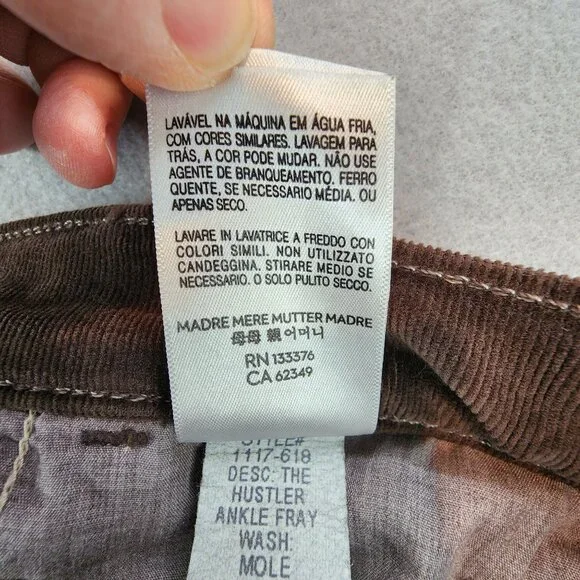 LAVÁVEL NA MÁQUINA EM ÁGUA FRIA,
COM CORES SIMILARES. LAVAGEM PARA
TRÁS, A COR PODE MUDAR. NÃO USE
AGENTE DE BRANQUEAMENTO. FERRO
QUENTE, SE NECESSARIO MÉDIA. OU
APENAS SECO.
LAVARE IN LAVATRICE A FREDDO CON
COLORI SIMILI. NON UTILIZZATO
CANDEGGINA. STIRARE MEDIO SE
NECESSARIO. O SOLO PULITO SECCO.
MADRE MERE MUTTER MADRE
母母 親 어머니
RN 133376
CA 62349
STYLE#
1117-618
DESC: THE
HUSTLER
ANKLE FRAY
WASH:
MOLE